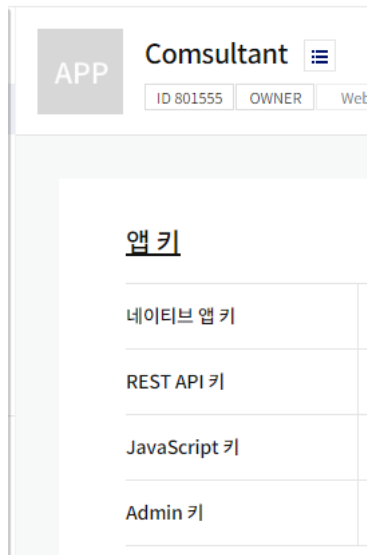 APP
Comsultant
ID 801555 OWNER Web
앱 키
네이티브 앱 키
REST API 키
JavaScript 키
Admin 키